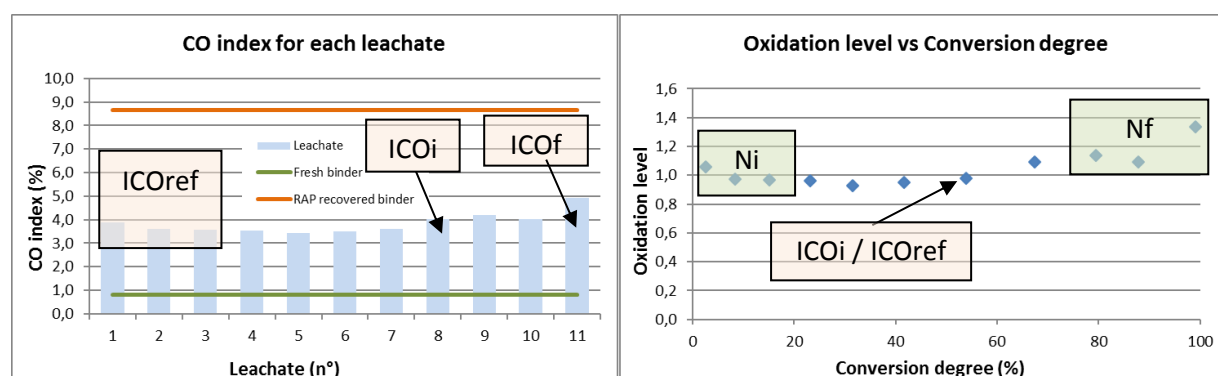 CO index for each leachate
CO index (%)
10,0
9,0
8,0
7,0
6,0
5,0
4,0
3,0
2,0
1,0
0,0
ICOref
Leachate
Fresh binder
RAP recovered binder
ICOi
ICOf
1 2 3 4 5 6 7 8 9 10 11
Leachate (n°)
Oxidation level vs Conversion degree
Oxidation level
1,6
1,4
1,2
1,0
0,8
0,6
0,4
0,2
0,0
Ni
Nf
ICOi / ICOref
0 20 40 60 80 100
Conversion degree (%)